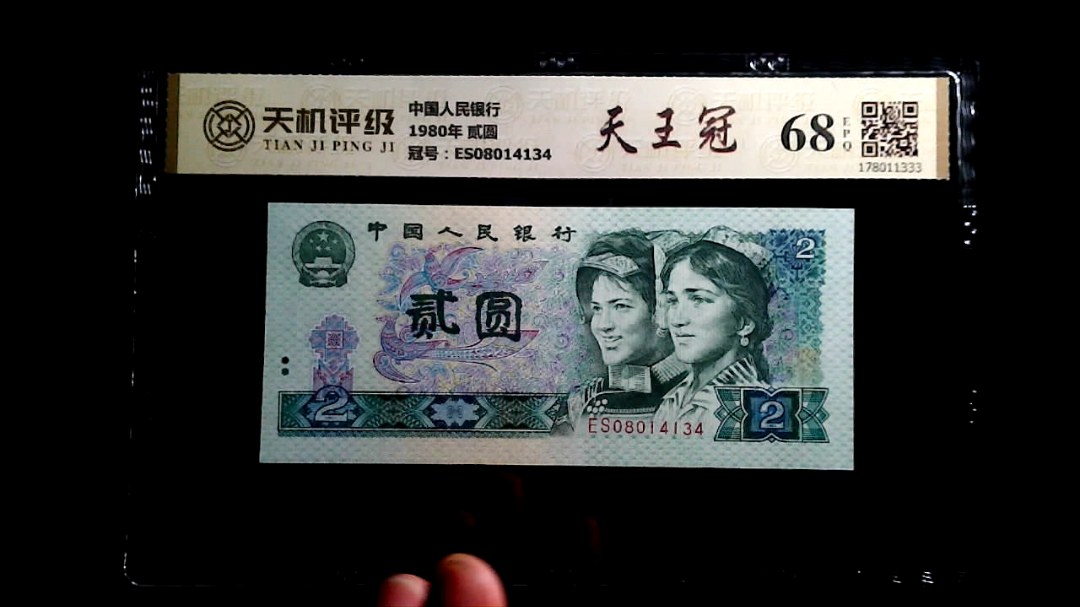 天机评级
TIAN JI PING JI
中国人民银行
1980年 贰圆
冠号：ES08014134
天王冠
68
EPQ
178011333
中国人民银行
2
贰圆
2
2
ES08014134